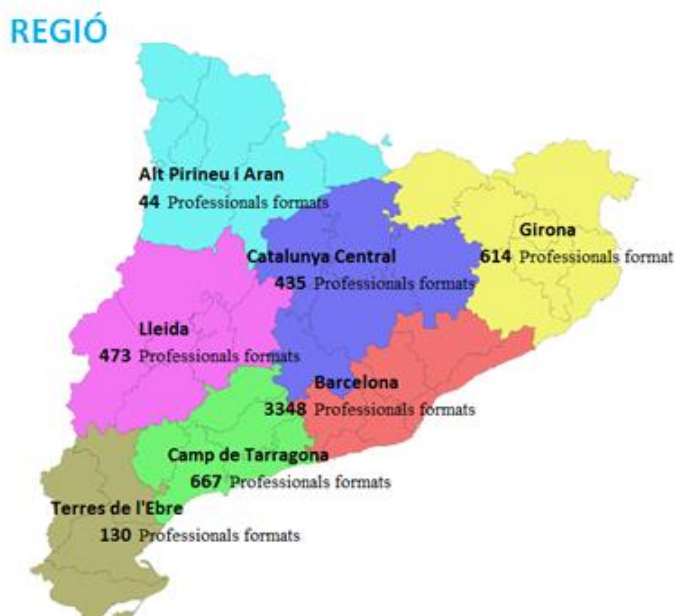 REGIÓ
Alt Pirineu i Aran
44 Professionals formats
Girona
614 Professionals format
Catalunya Central
435 Professionals formats
Lleida
473 Professionals formats
Barcelona
3348 Professionals formats
Camp de Tarragona
667 Professionals formats
Terres de l'Ebre
130 Professionals formats